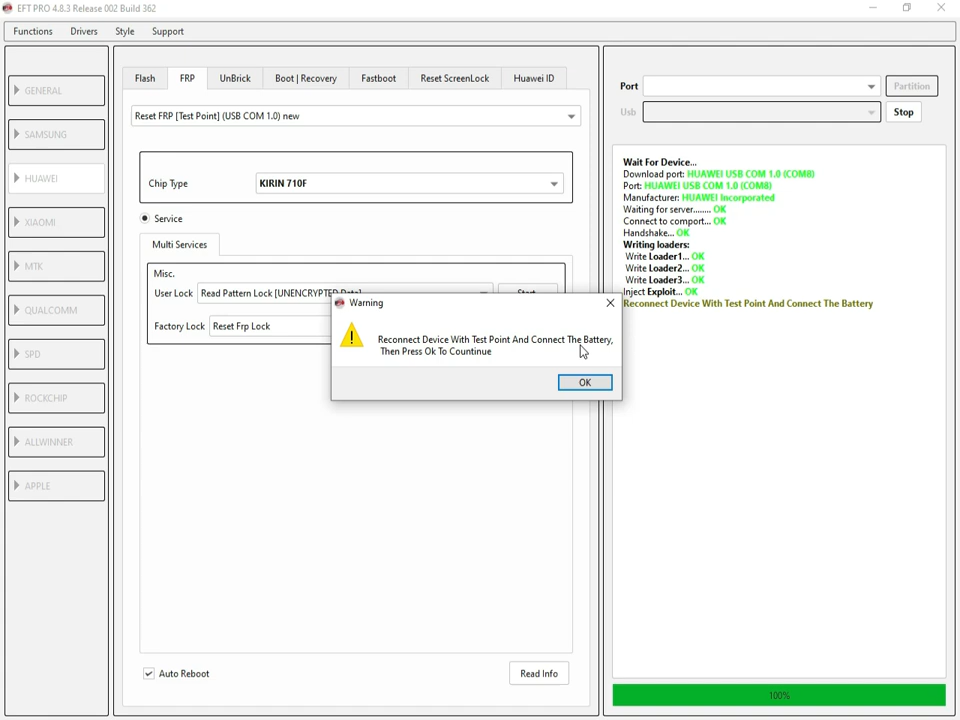 EFT PRO 4.8.3 Release 002 Build 362
Functions Drivers Style Support
GENERAL
SAMSUNG
HUAWEI
XIAOMI
MTK
QUALCOMM
SPD
ROCKCHIP
ALLWINNER
APPLE
Flash FRP UnBrick Boot | Recovery Fastboot Reset ScreenLock Huawei ID
Reset FRP [Test Point] (USB COM 1.0) new
Chip Type KIRIN 710F
Service
Multi Services
Misc.
User Lock Read Pattern Lock [UNENCRYPTED Data] Start
Factory Lock Reset Frp Lock
Auto Reboot Read Info
Warning
Reconnect Device With Test Point And Connect The Battery,
Then Press Ok To Countinue
OK
Port Partition
Usb Stop
Wait For Device...
Download port: HUAWEI USB COM 1.0 (COM8)
Port: HUAWEI USB COM 1.0 (COM8)
Manufacturer: HUAWEI Incorporated
Waiting for server........ OK
Connect to comport... OK
Handshake... OK
Writing loaders:
Write Loader1... OK
Write Loader2... OK
Write Loader3... OK
Inject Exploit... OK
Reconnect Device With Test Point And Connect The Battery
100%